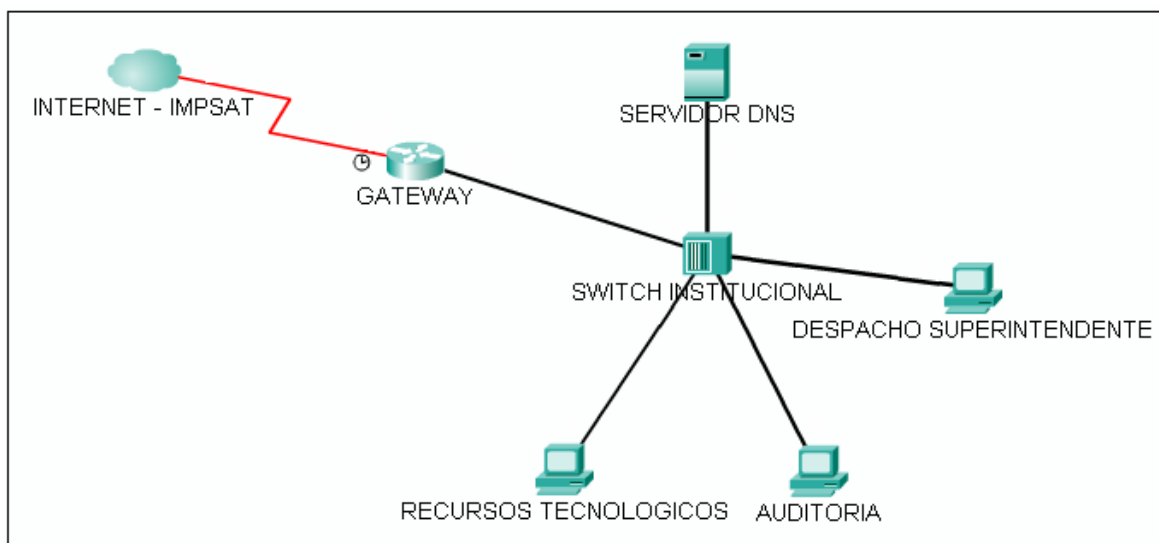 SERVIDOR DNS
INTERNET - IMPSAT
GATEWAY
SWITCH INSTITUCIONAL
DESPACHO SUPERINTENDENTE
RECURSOS TECNOLOGICOS
AUDITORIA